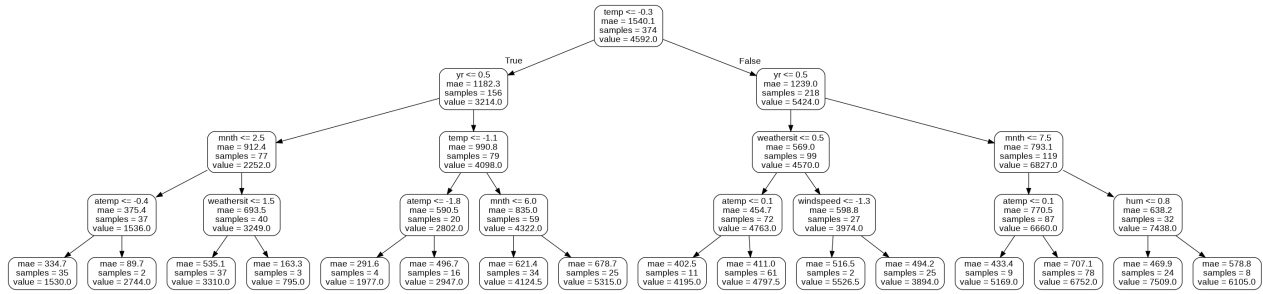 temp <= -0.3
mae = 1540.1
samples = 374
value = 4592.0
True
False
yr <= 0.5
mae = 1182.3
samples = 156
value = 3214.0
yr <= 0.5
mae = 1239.0
samples = 218
value = 5424.0
mnth <= 2.5
mae = 912.4
samples = 77
value = 2252.0
temp <= -1.1
mae = 990.8
samples = 79
value = 4098.0
weathersit <= 0.5
mae = 569.0
samples = 99
value = 4570.0
mnth <= 7.5
mae = 793.1
samples = 119
value = 6827.0
atemp <= -0.4
mae = 375.4
samples = 37
value = 1536.0
weathersit <= 1.5
mae = 693.5
samples = 40
value = 3249.0
atemp <= -1.8
mae = 590.5
samples = 20
value = 2802.0
mnth <= 6.0
mae = 835.0
samples = 59
value = 4322.0
atemp <= 0.1
mae = 454.7
samples = 72
value = 4763.0
windspeed <= -1.3
mae = 598.8
samples = 27
value = 3974.0
atemp <= 0.1
mae = 770.5
samples = 87
value = 6660.0
hum <= 0.8
mae = 638.2
samples = 32
value = 7438.0
mae = 334.7
samples = 35
value = 1530.0
mae = 89.7
samples = 2
value = 2744.0
mae = 535.1
samples = 37
value = 3310.0
mae = 163.3
samples = 3
value = 795.0
mae = 291.6
samples = 4
value = 1977.0
mae = 496.7
samples = 16
value = 2947.0
mae = 621.4
samples = 34
value = 4124.5
mae = 678.7
samples = 25
value = 5315.0
mae = 402.5
samples = 11
value = 4195.0
mae = 411.0
samples = 61
value = 4797.5
mae = 516.5
samples = 2
value = 5526.5
mae = 494.2
samples = 25
value = 3894.0
mae = 433.4
samples = 9
value = 5169.0
mae = 707.1
samples = 78
value = 6752.0
mae = 469.9
samples = 24
value = 7509.0
mae = 578.8
samples = 8
value = 6105.0